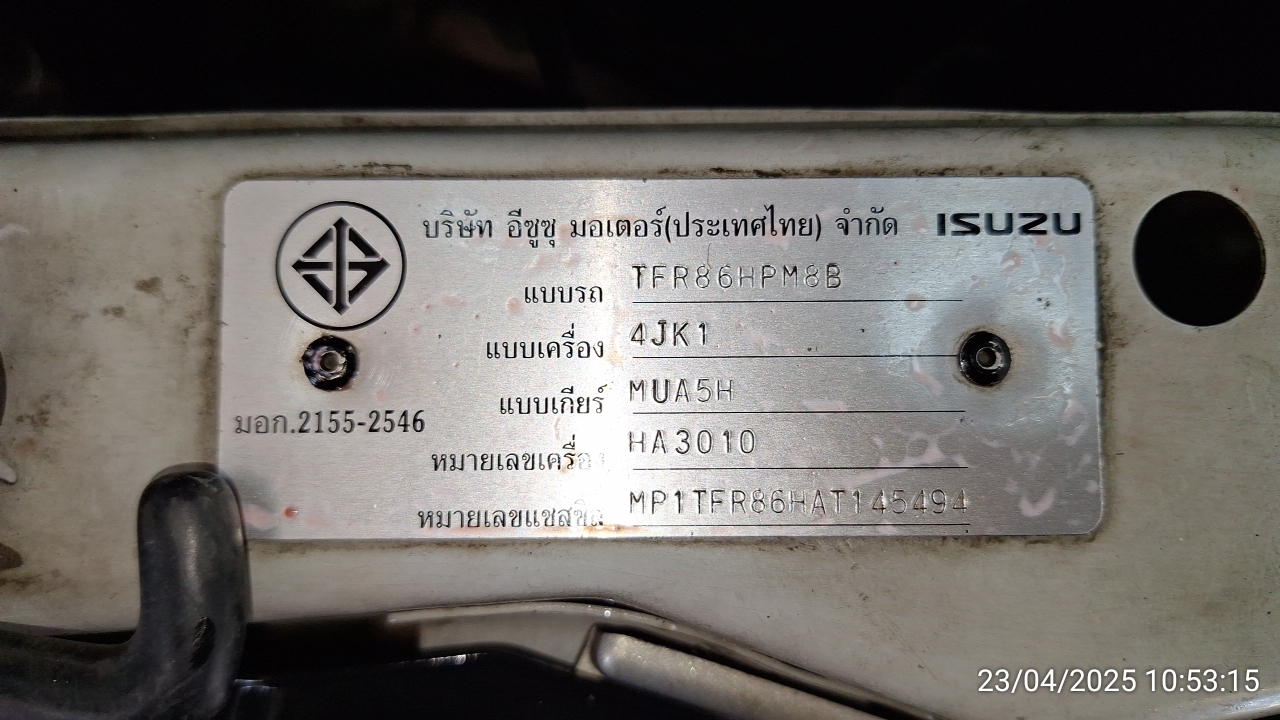 บริษัท อีซูซุ มอเตอร์(ประเทศไทย) จำกัด ISUZU
แบบรถ TFR86HPM8B
แบบเครื่อง 4JK1
แบบเกียร์ MUA5H
มอก.2155-2546
หมายเลขเครื่อง HA3010
หมายเลขแชสซีส MP1TFR86HAT145494
23/04/2025 10:53:15